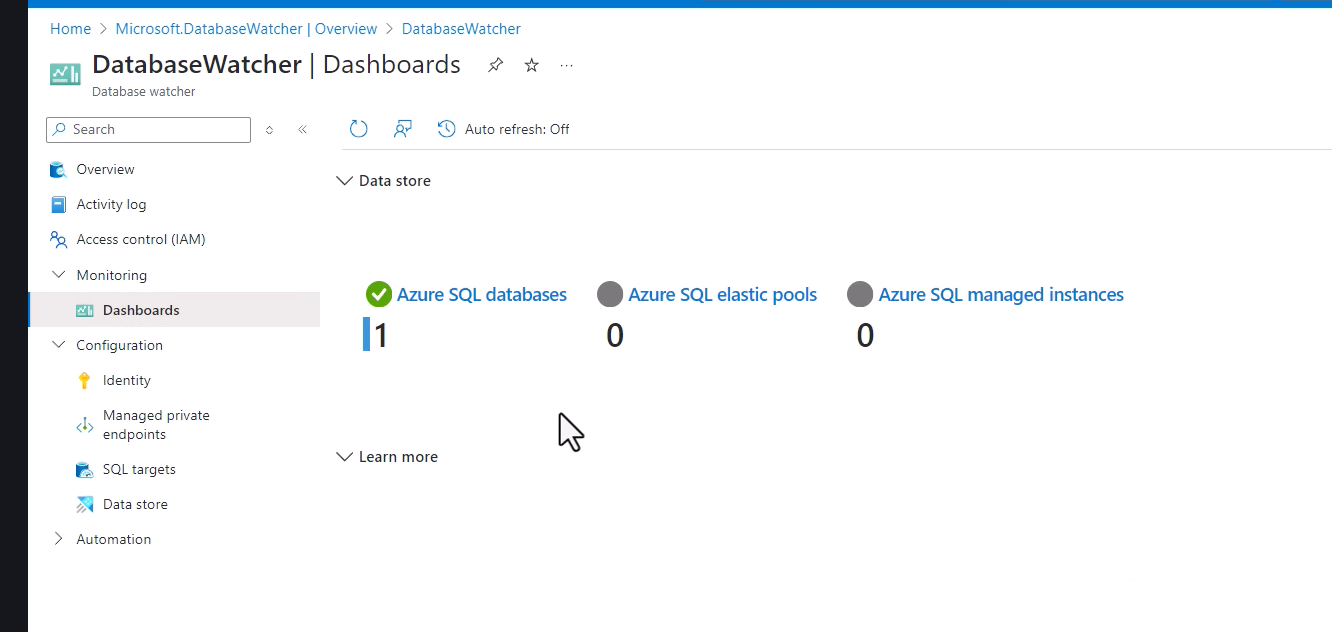 Home > Microsoft.DatabaseWatcher | Overview > DatabaseWatcher
DatabaseWatcher | Dashboards
Database watcher
Search
Overview
Activity log
Access control (IAM)
Monitoring
Dashboards
Configuration
Identity
Managed private
endpoints
SQL targets
Data store
Automation
Auto refresh: Off
Data store
Azure SQL databases
1
Azure SQL elastic pools
0
Azure SQL managed instances
0
Learn more